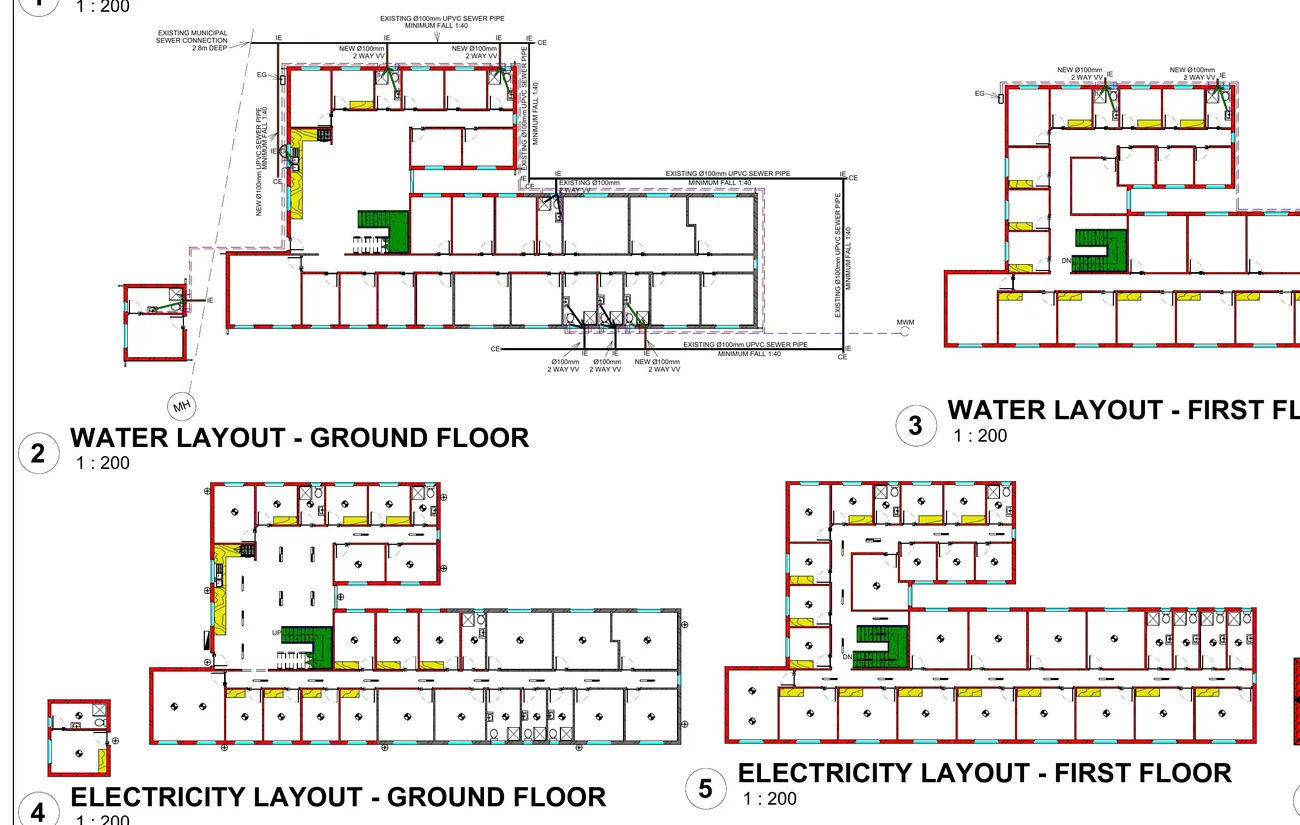 1
1 : 200
EXISTING Ø100mm UPVC SEWER PIPE
MINIMUM FALL 1:40
EXISTING MUNICIPAL
SEWER CONNECTION
2.8m DEEP
IE
IE
IE
IE
CE
NEW Ø100mm
2 WAY VV
NEW Ø100mm
2 WAY VV
EG
NEW Ø100mm UPVC SEWER PIPE
MINIMUM FALL 1:40
IE
CE
EXISTING Ø100mm UPVC SEWER PIPE
MINIMUM FALL 1:40
IE
CE
IE
EXISTING Ø100mm
2 WAY VV
EXISTING Ø100mm UPVC SEWER PIPE
MINIMUM FALL 1:40
IE
CE
EXISTING Ø100mm UPVC SEWER PIPE
MINIMUM FALL 1:40
IE
MWM
CE
EXISTING Ø100mm UPVC SEWER PIPE
MINIMUM FALL 1:40
IE
CE
IE
IE
IE
Ø100mm
2 WAY VV
Ø100mm
2 WAY VV
NEW Ø100mm
2 WAY VV
MH
2
WATER LAYOUT - GROUND FLOOR
1 : 200
NEW Ø100mm
2 WAY VV
IE
NEW Ø100mm
2 WAY VV
IE
EG
DN
3
WATER LAYOUT - FIRST FL
1 : 200
UP
4
ELECTRICITY LAYOUT - GROUND FLOOR
1 : 200
DN
5
ELECTRICITY LAYOUT - FIRST FLOOR
1 : 200